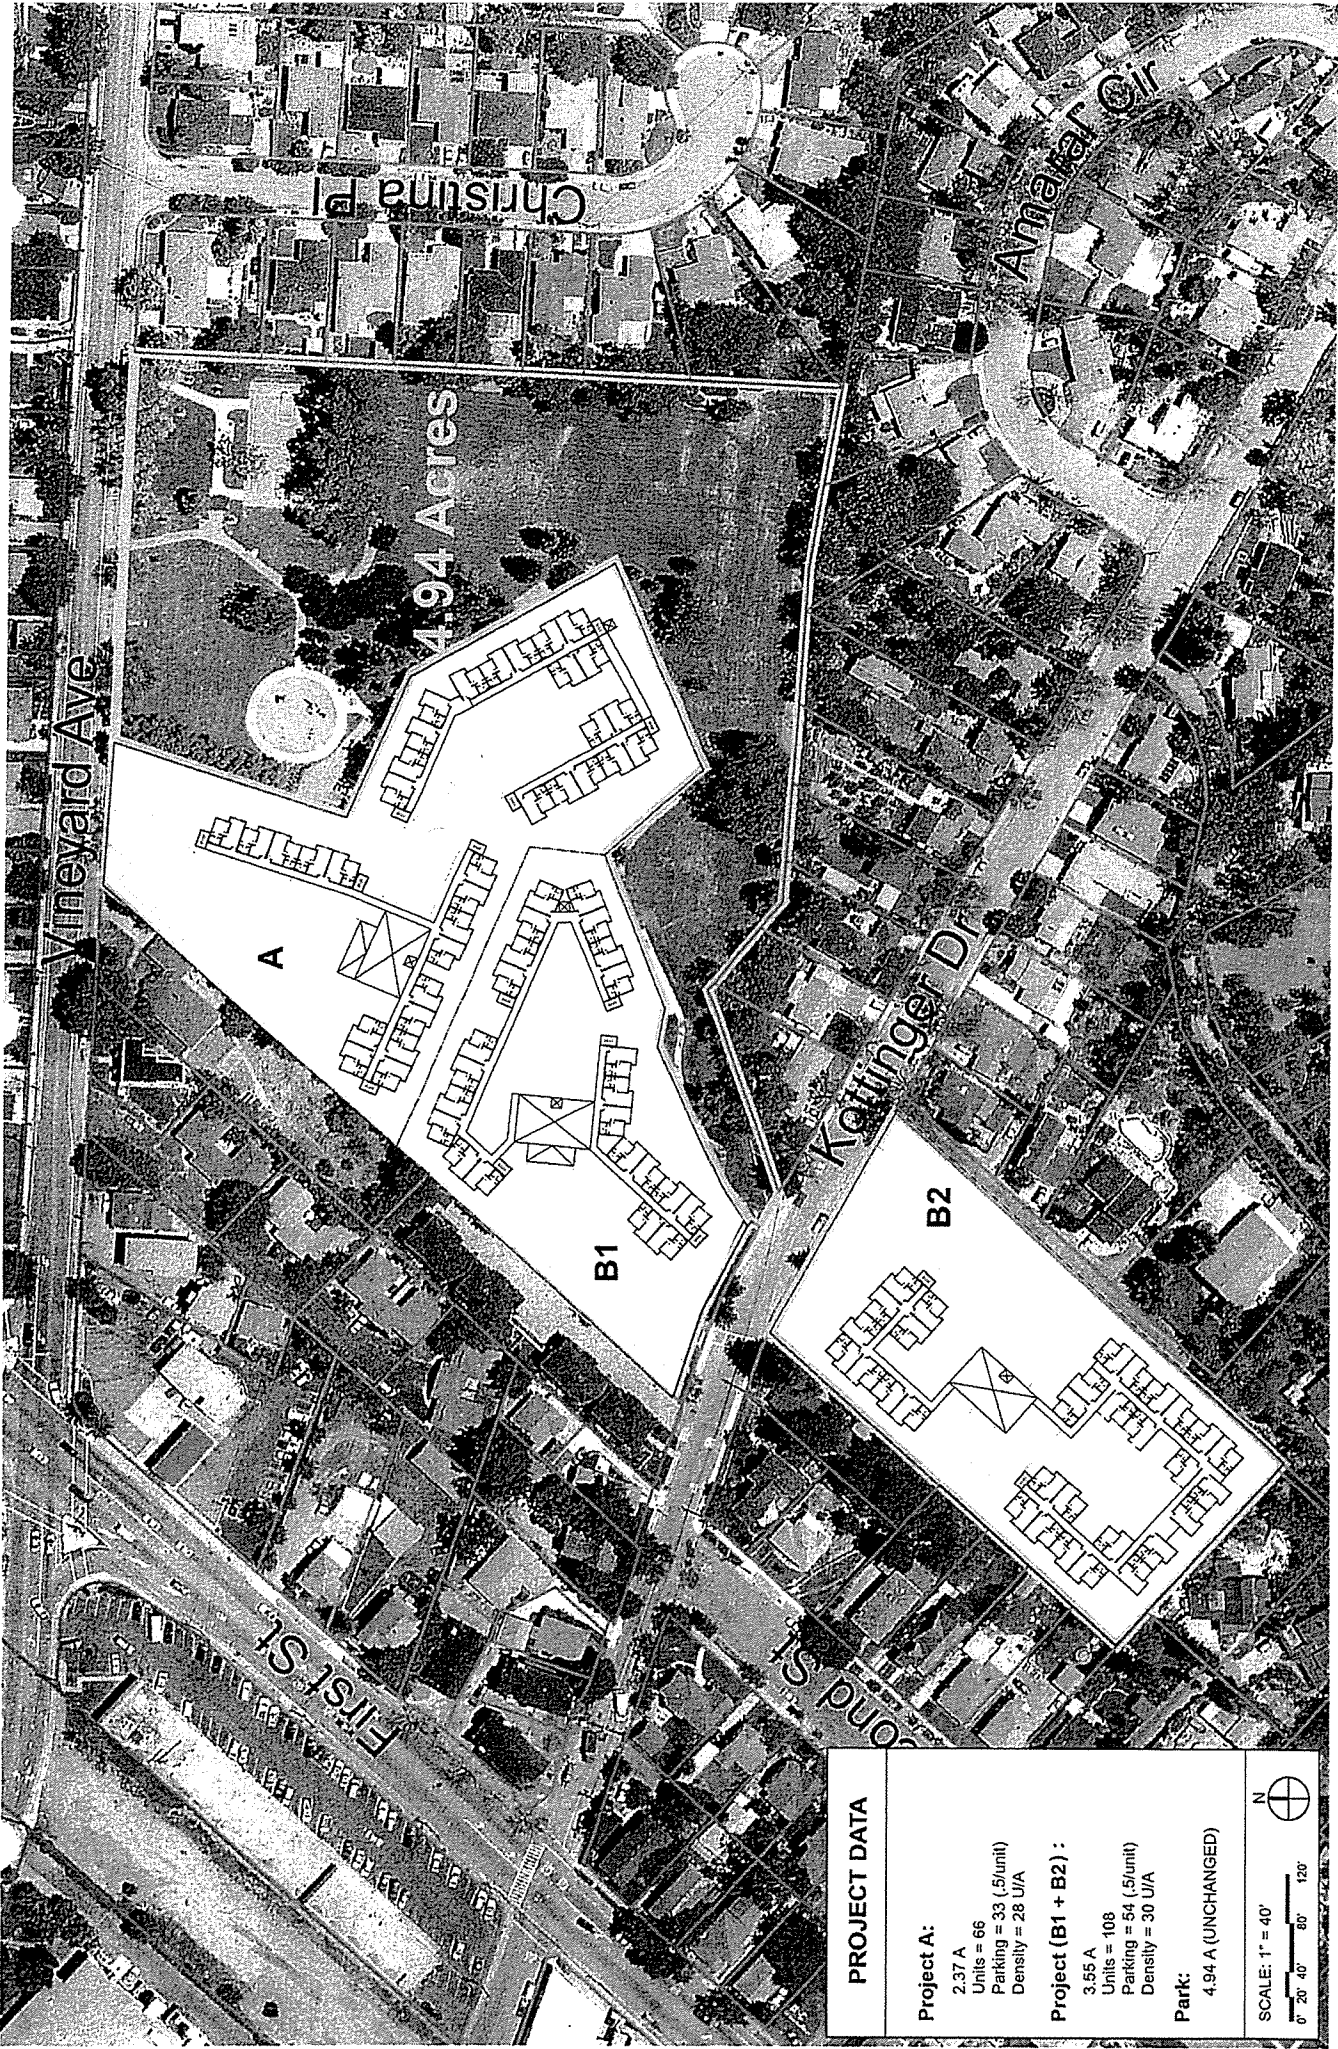 Vineyard Ave
Christina Pl
Amaral Cir
4.94 Acres
A
B1
B2
Kottinger Dr
First St
ond St
PROJECT DATA
Project A:
2.37 A
Units = 66
Parking = 33 (.5/unit)
Density = 28 U/A
Project (B1 + B2) :
3.55 A
Units = 108
Parking = 54 (.5/unit)
Density = 30 U/A
Park:
4.94 A (UNCHANGED)
SCALE: 1" = 40'
N
0' 20' 40' 80' 120'